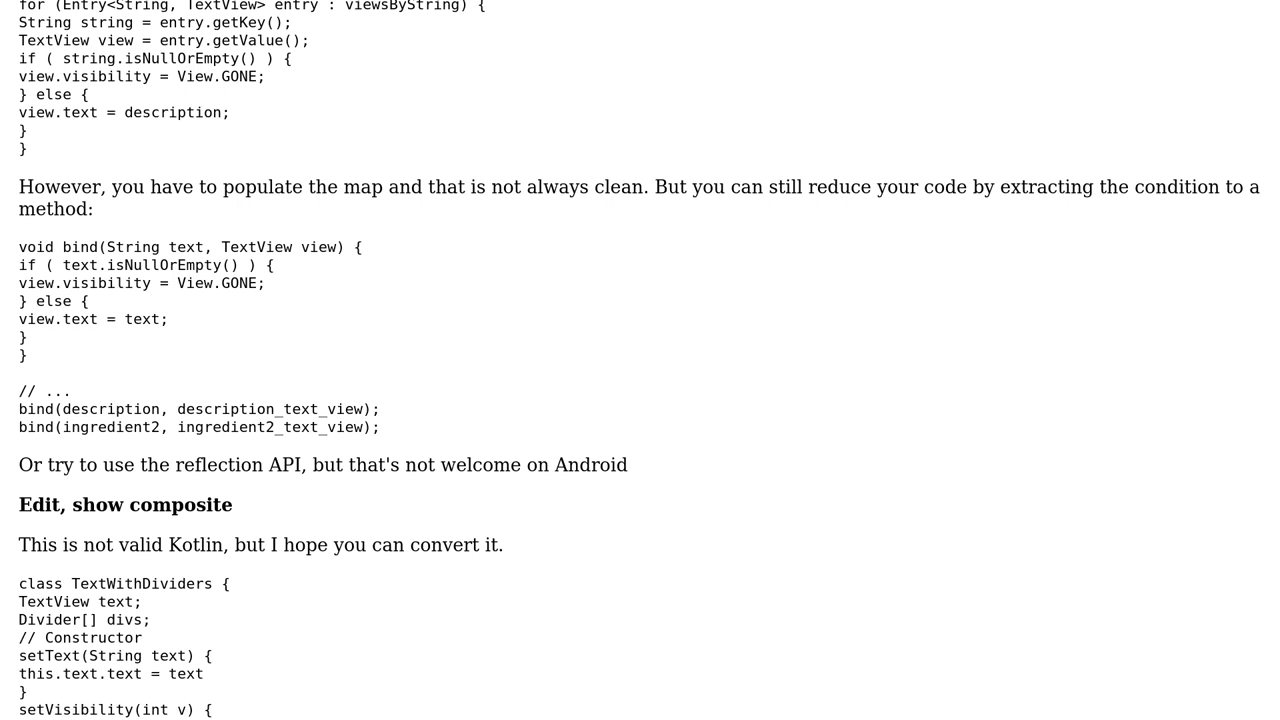 for (Entry<String, TextView> entry : viewsByString) {
String string = entry.getKey();
TextView view = entry.getValue();
if ( string.isNullOrEmpty() ) {
view.visibility = View.GONE;
} else {
view.text = description;
}
}
However, you have to populate the map and that is not always clean. But you can still reduce your code by extracting the condition to a
method:
void bind(String text, TextView view) {
if ( text.isNullOrEmpty() ) {
view.visibility = View.GONE;
} else {
view.text = text;
}
}
// ...
bind(description, description_text_view);
bind(ingredient2, ingredient2_text_view);
Or try to use the reflection API, but that's not welcome on Android
Edit, show composite
This is not valid Kotlin, but I hope you can convert it.
class TextWithDividers {
TextView text;
Divider[] divs;
// Constructor
setText(String text) {
this.text.text = text
}
setVisibility(int v) {